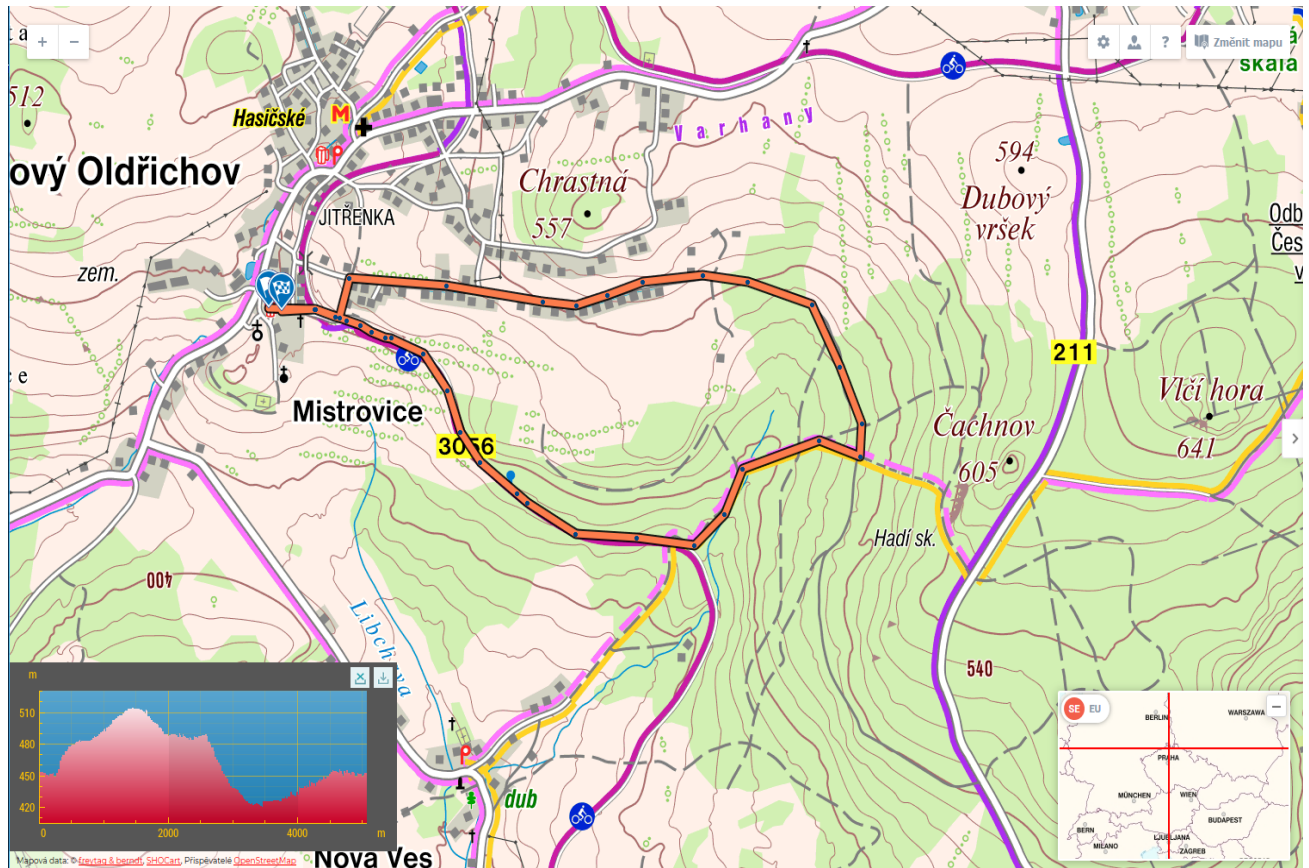 + −
?
Změnit mapu
skála
512
Hasičské
M
P
ový Oldřichov
JITŘENKA
zem.
Varhany
Chrastná
557
594
Dubový
vršek
Odb
Čes
v
211
Vlčí hora
641
Mistrovice
3056
Čachnov
605
Hadí sk.
400
Libchava
540
P
dub
Nová Ves
m
510
480
450
420
0
2000
4000
m
SE EU
−
BERLIN
WARSZAWA
PRAHA
MÜNCHEN
WIEN
BUDAPEST
BERN
MILANO
LJUBLJANA
ZAGREB
Mapová data: © freytag & berndt, SHOCart, Přispěvatelé OpenStreetMap